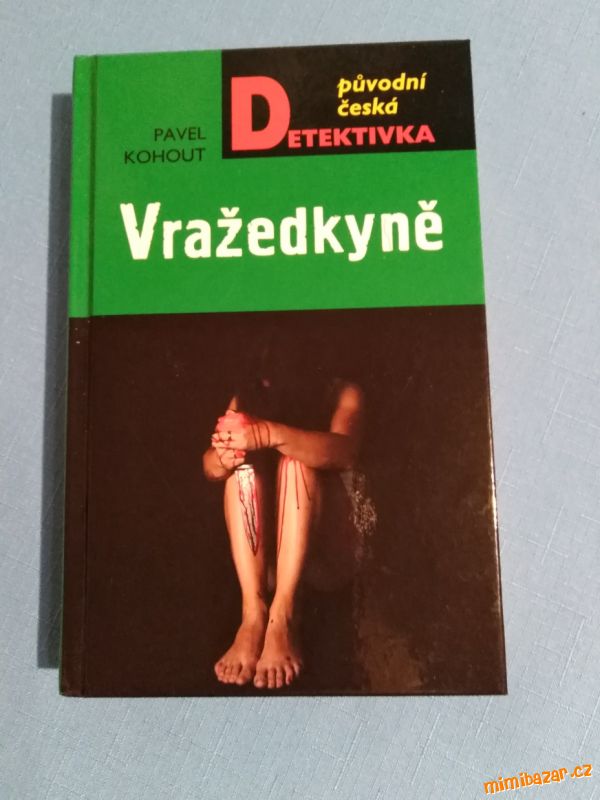 PAVEL
KOHOUT
původní
česká
DETEKTIVKA
Vražedkyně
mimibazar.cz